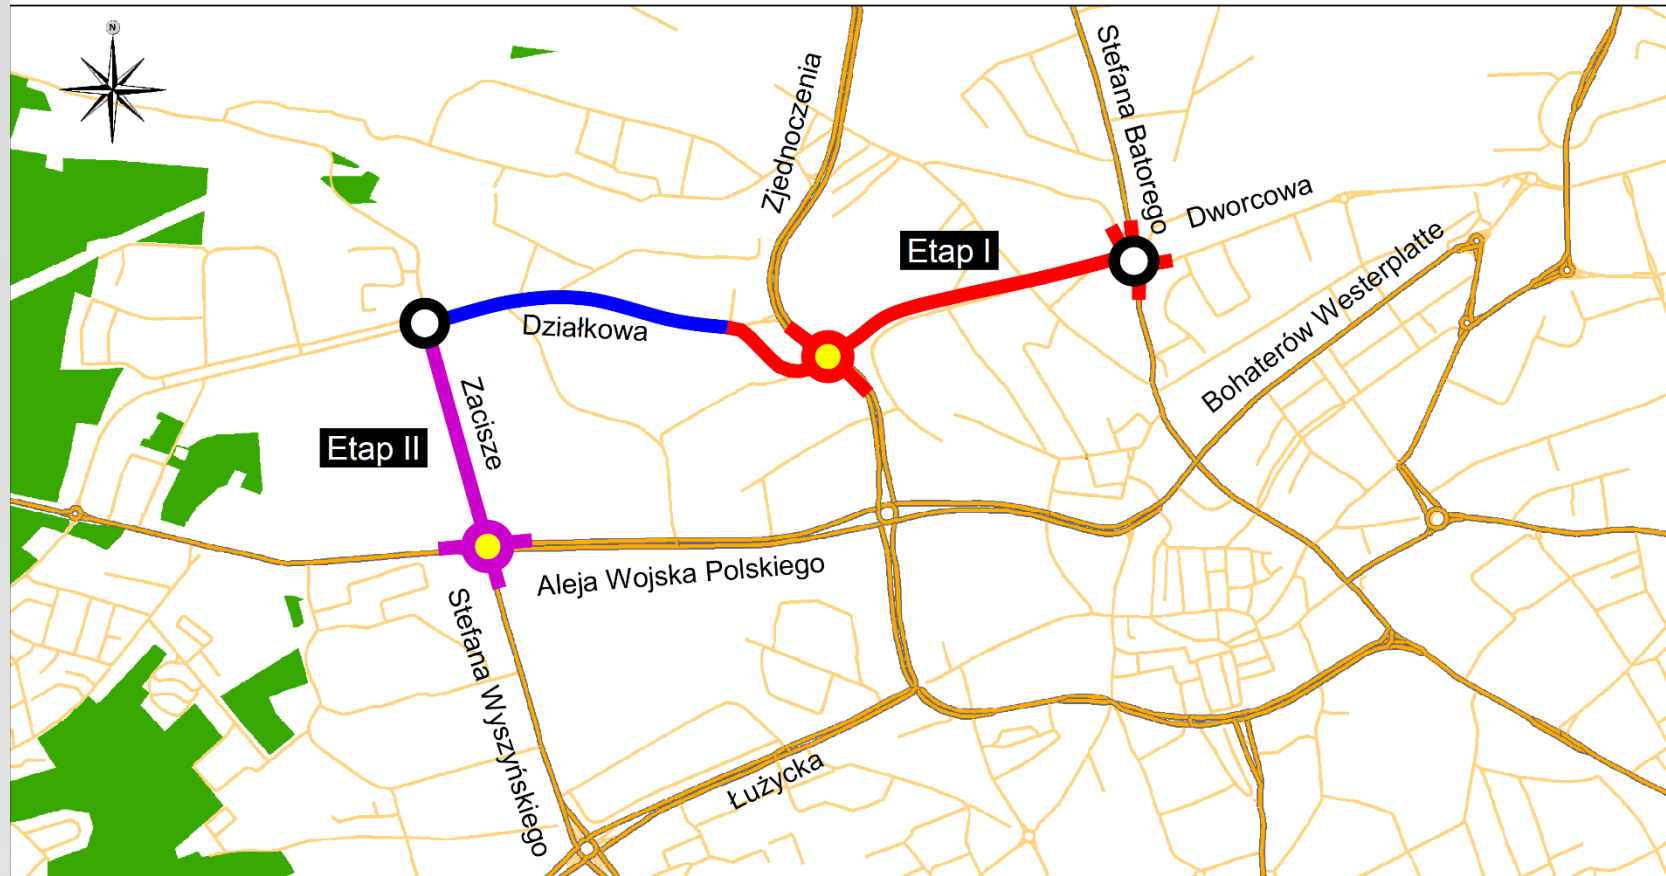 N
Zjednoczenia
Stefana Batorego
Dworcowa
Etap I
Bohaterów Westerplatte
Działkowa
Zacisze
Etap II
Aleja Wojska Polskiego
Stefana Wyszyńskiego
Łużycka